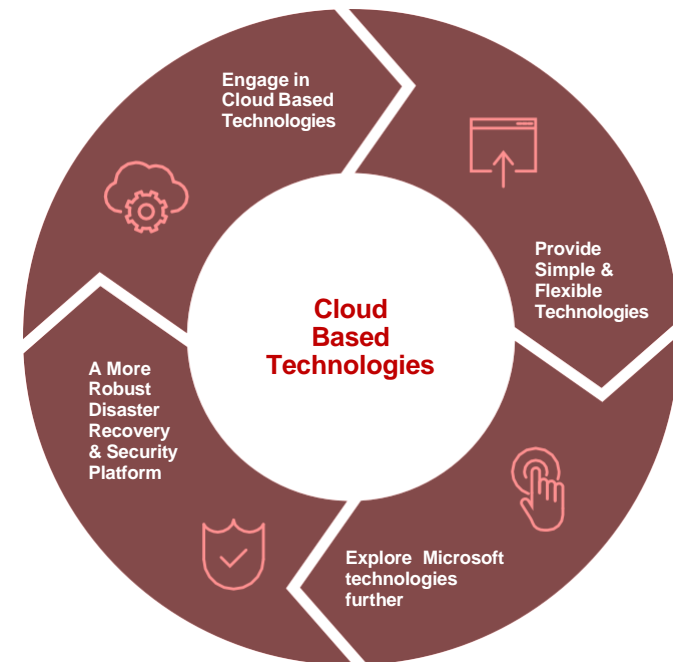 Engage in
Cloud Based
Technologies
Provide
Simple &
Flexible
Technologies
Cloud
Based
Technologies
A More
Robust
Disaster
Recovery
& Security
Platform
Explore Microsoft
technologies
further